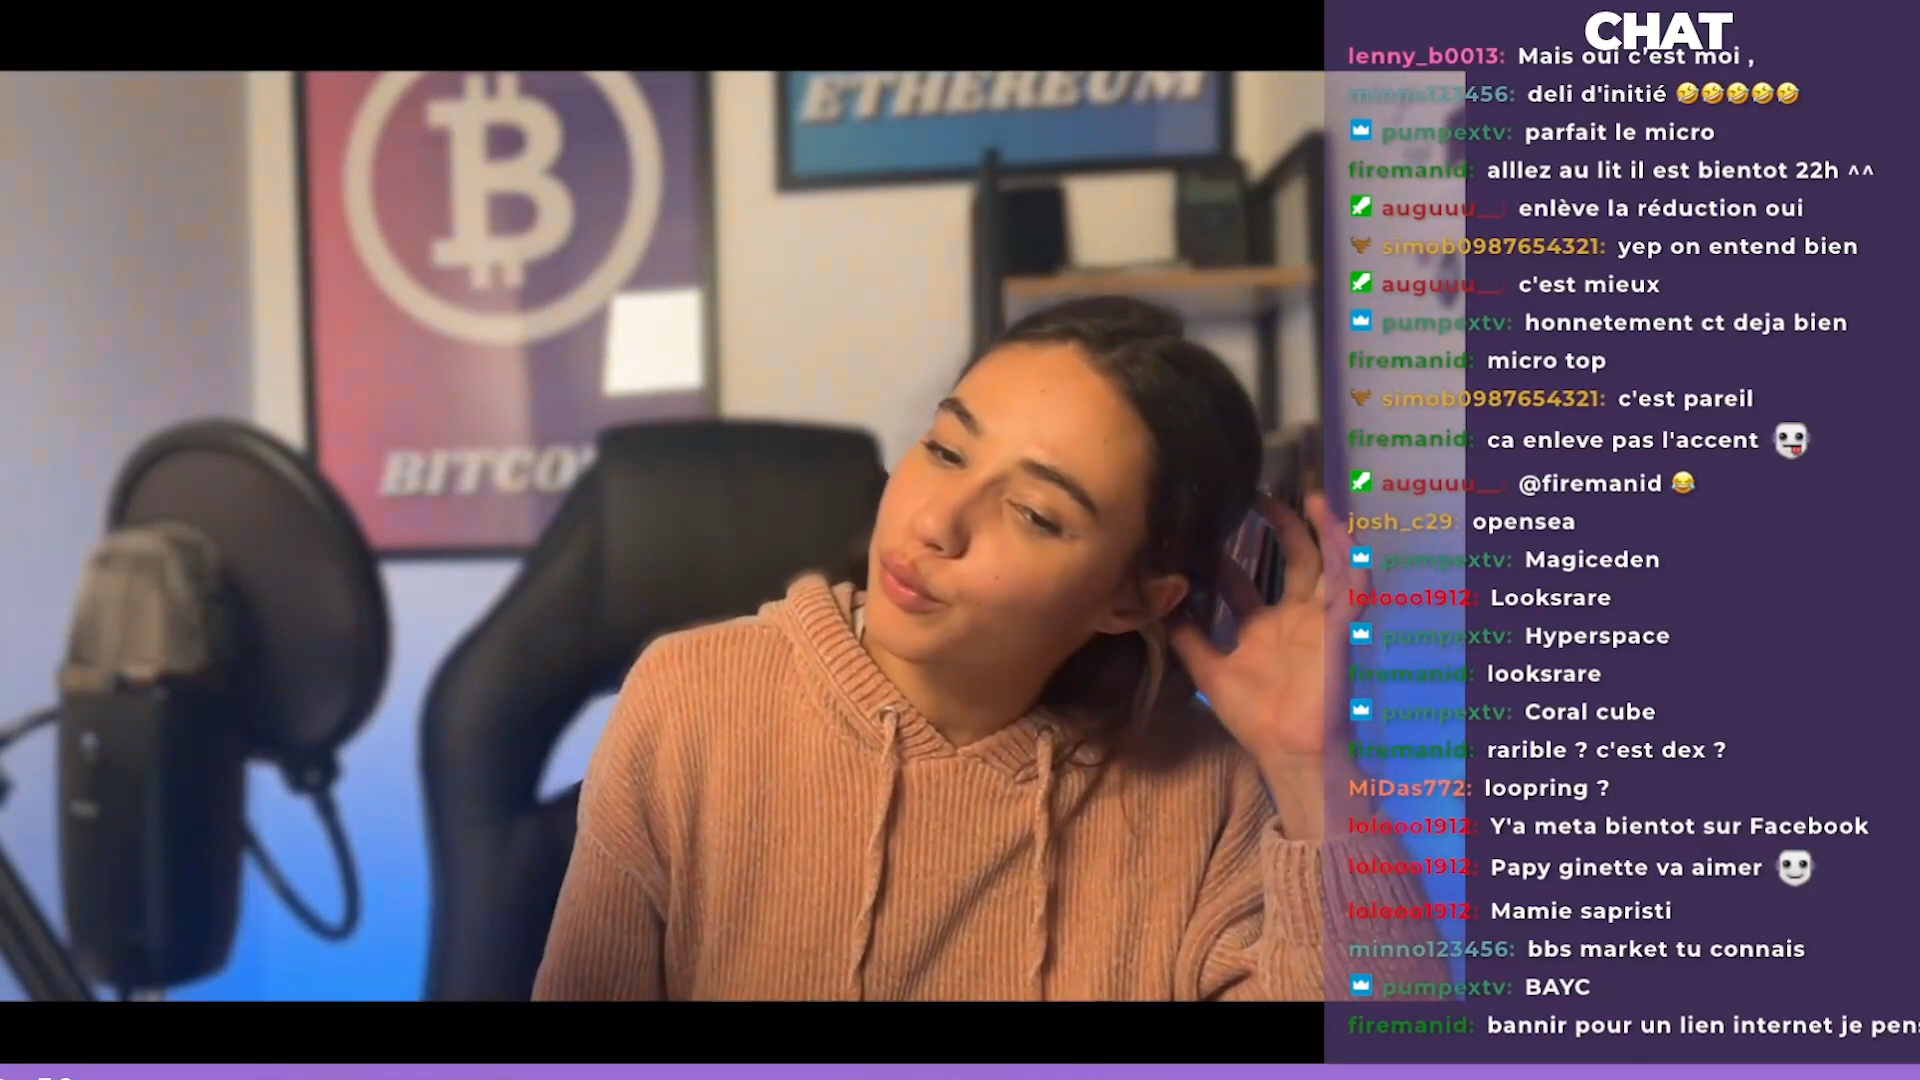 ETHEREUM
BITCO
CHAT
lenny_b0013: Mais oui c'est moi ,
minno123456: deli d'initié 🤣🤣🤣🤣🤣
pumpextv: parfait le micro
firemanid: alllez au lit il est bientot 22h ^^
auguuu__: enlève la réduction oui
simob0987654321: yep on entend bien
auguuu__: c'est mieux
pumpextv: honnetement ct deja bien
firemanid: micro top
simob0987654321: c'est pareil
firemanid: ca enleve pas l'accent
auguuu__: @firemanid 😂
josh_c29: opensea
pumpextv: Magiceden
lolooo1912: Looksrare
pumpextv: Hyperspace
firemanid: looksrare
pumpextv: Coral cube
firemanid: rarible ? c'est dex ?
MiDas772: loopring ?
lolooo1912: Y'a meta bientot sur Facebook
lolooo1912: Papy ginette va aimer
lolooo1912: Mamie sapristi
minno123456: bbs market tu connais
pumpextv: BAYC
firemanid: bannir pour un lien internet je pens